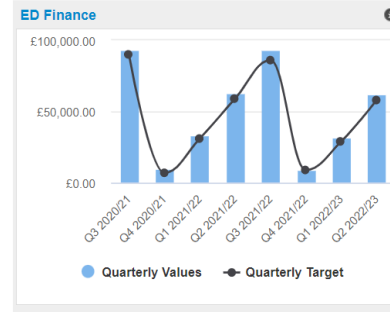 ED Finance
£100,000.00
£50,000.00
£0.00
Q3 2020/21
Q4 2020/21
Q1 2021/22
Q2 2021/22
Q3 2021/22
Q4 2021/22
Q1 2022/23
Q2 2022/23
Quarterly Values
Quarterly Target